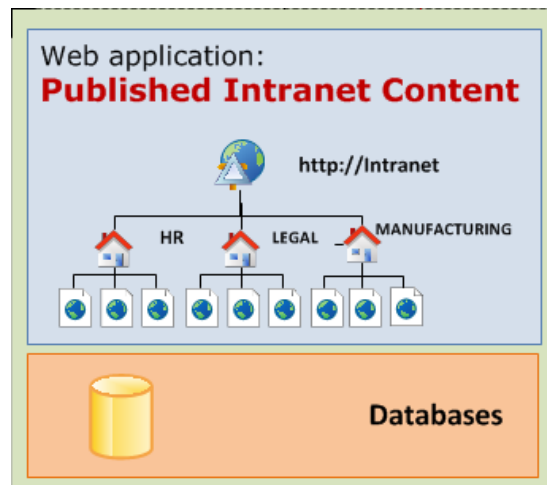 Web application:
Published Intranet Content
http://Intranet
HR
LEGAL
MANUFACTURING
Databases